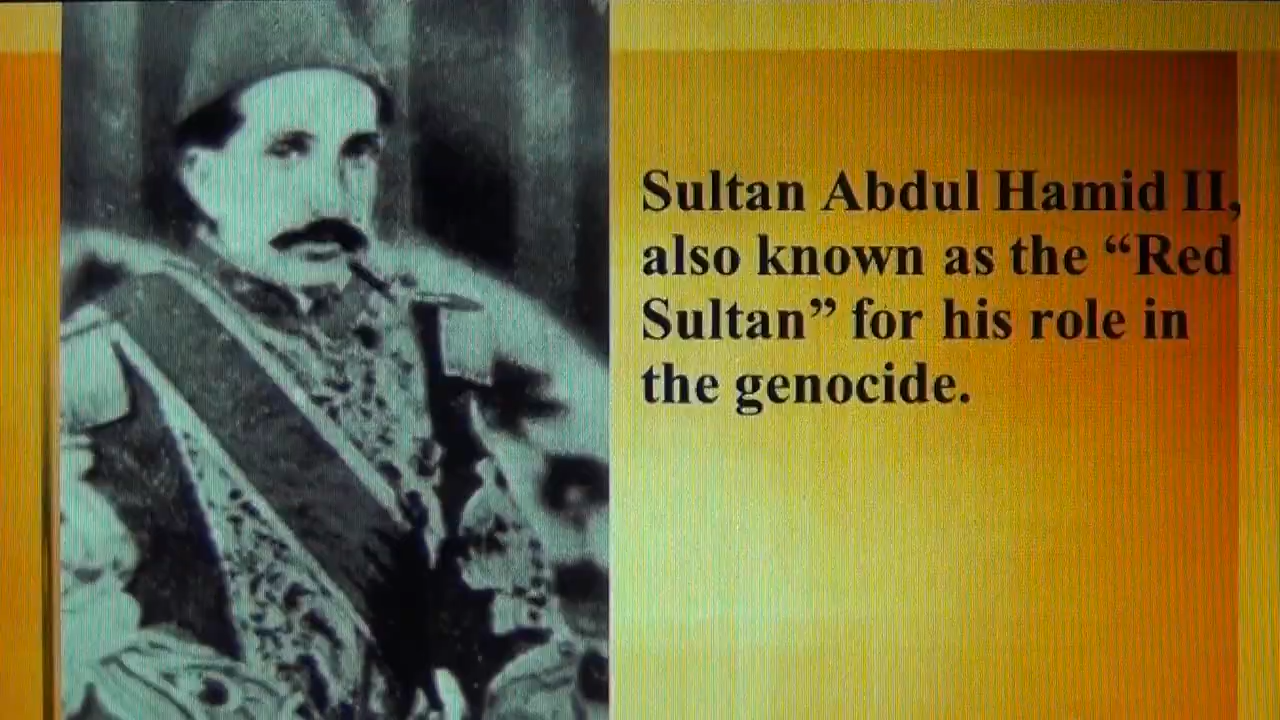 Sultan Abdul Hamid II,
also known as the “Red
Sultan” for his role in
the genocide.